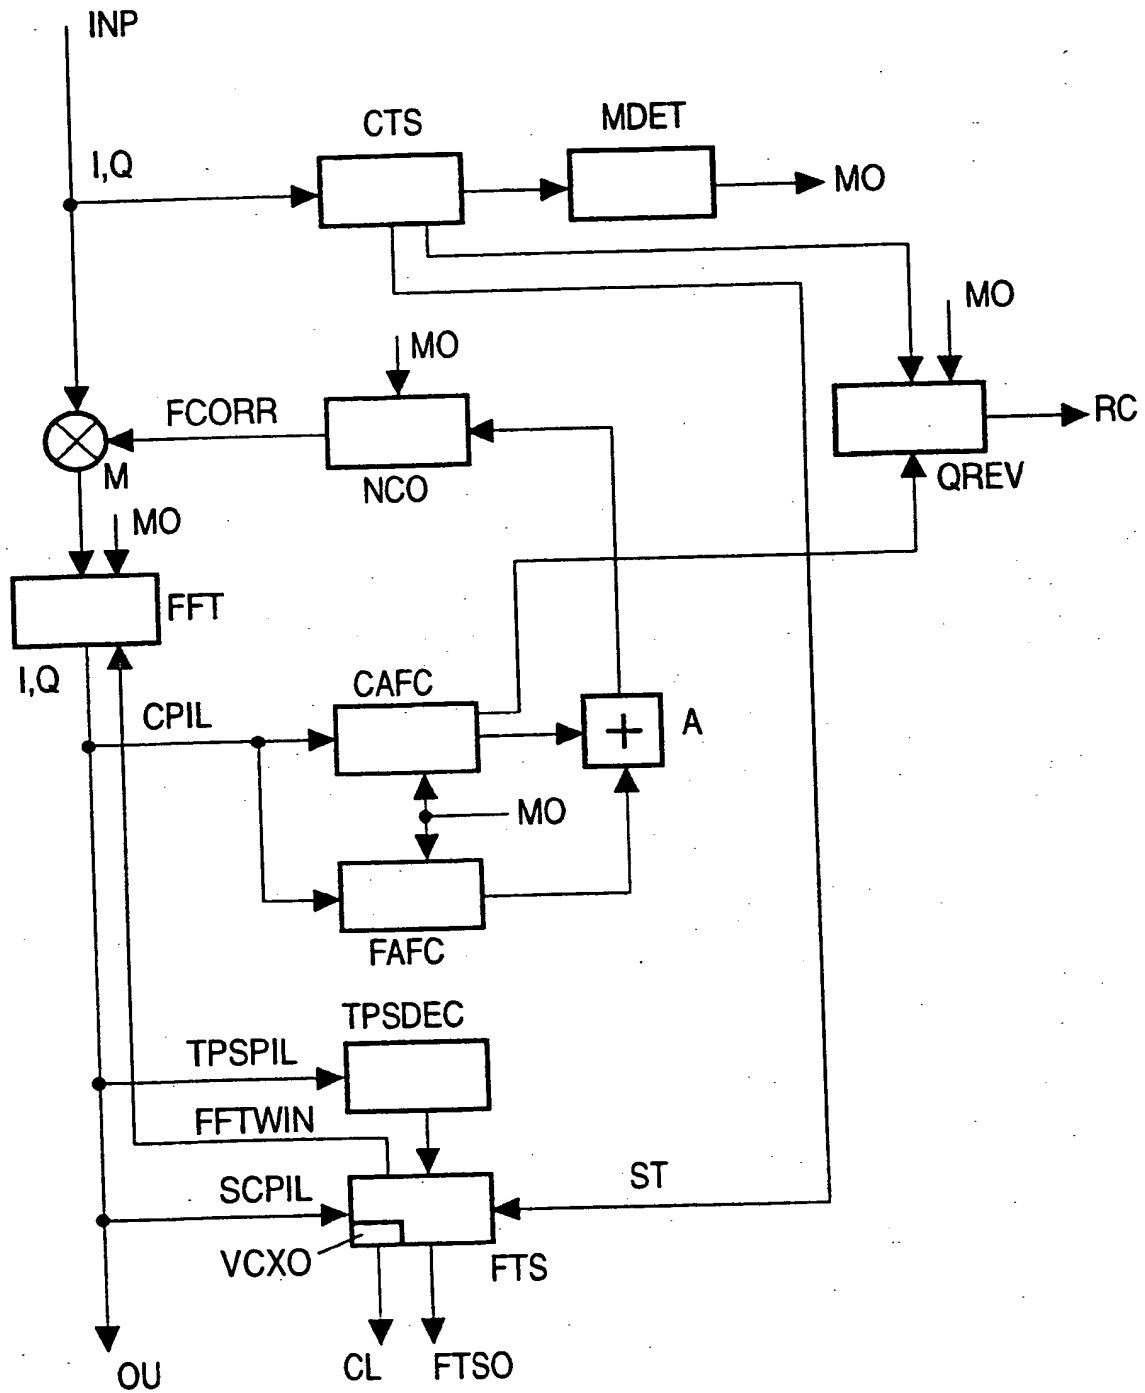 INP
CTS
MDET
I,Q
MO
MO
MO
FCORR
RC
M
NCO
QREV
MO
FFT
I,Q
CAFC
CPIL
+
A
MO
FAFC
TPSDEC
TPSPIL
FFTWIN
SCPIL
ST
VCXO
FTS
CL
FTSO
OU